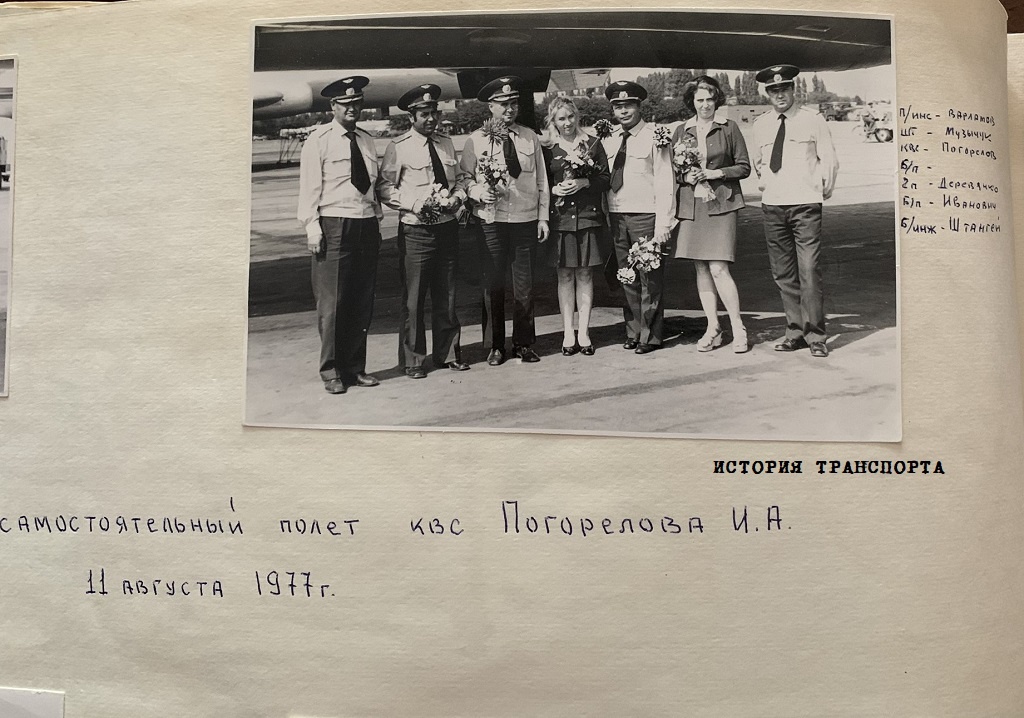 П/инс - Варламов
шт - Музычук
квс - Погорелов
б/п -
2п - Деревянко
Б/п - Иванович
б/инж - Штангей
ИСТОРИЯ ТРАНСПОРТА
самостоятельный полет квс Погорелова И.А.
11 августа 1977г.